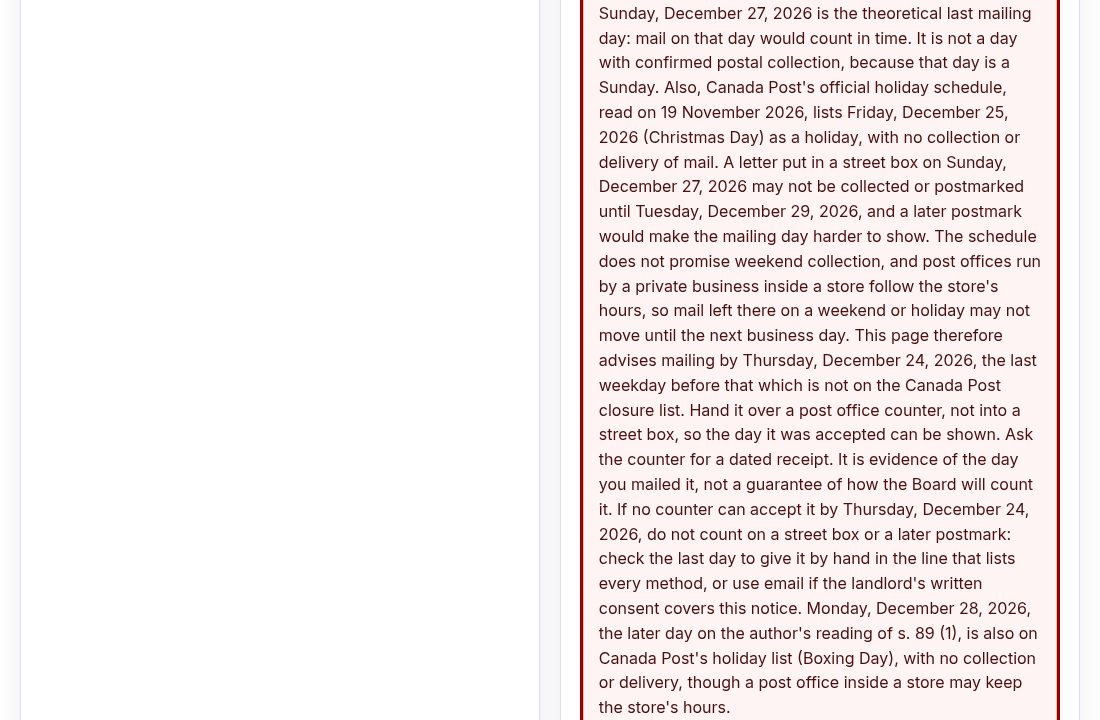 Sunday, December 27, 2026 is the theoretical last mailing
day: mail on that day would count in time. It is not a day
with confirmed postal collection, because that day is a
Sunday. Also, Canada Post's official holiday schedule,
read on 19 November 2026, lists Friday, December 25,
2026 (Christmas Day) as a holiday, with no collection or
delivery of mail. A letter put in a street box on Sunday,
December 27, 2026 may not be collected or postmarked
until Tuesday, December 29, 2026, and a later postmark
would make the mailing day harder to show. The schedule
does not promise weekend collection, and post offices run
by a private business inside a store follow the store's
hours, so mail left there on a weekend or holiday may not
move until the next business day. This page therefore
advises mailing by Thursday, December 24, 2026, the last
weekday before that which is not on the Canada Post
closure list. Hand it over a post office counter, not into a
street box, so the day it was accepted can be shown. Ask
the counter for a dated receipt. It is evidence of the day
you mailed it, not a guarantee of how the Board will count
it. If no counter can accept it by Thursday, December 24,
2026, do not count on a street box or a later postmark:
check the last day to give it by hand in the line that lists
every method, or use email if the landlord's written
consent covers this notice. Monday, December 28, 2026,
the later day on the author's reading of s. 89 (1), is also on
Canada Post's holiday list (Boxing Day), with no collection
or delivery, though a post office inside a store may keep
the store's hours.